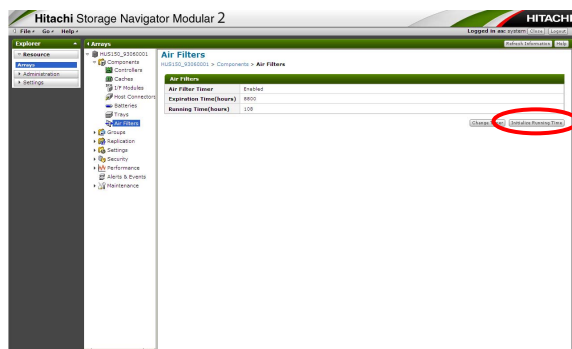 Hitachi Storage Navigator Modular 2
HITACHI
File Go Help
Logged in as: system Close Logout
Explorer
Arrays
Refresh Information Help
Resource
Arrays
Administration
Settings
HUS150_93060001
Components
Controllers
Caches
I/F Modules
Host Connectors
Batteries
Trays
Air Filters
Groups
Replication
Settings
Security
Performance
Alerts & Events
Maintenance
Air Filters
HUS150_93060001 > Components > Air Filters
Air Filters
Air Filter Timer Enabled
Expiration Time(hours) 8800
Running Time(hours) 108
Change Initialize Running Time